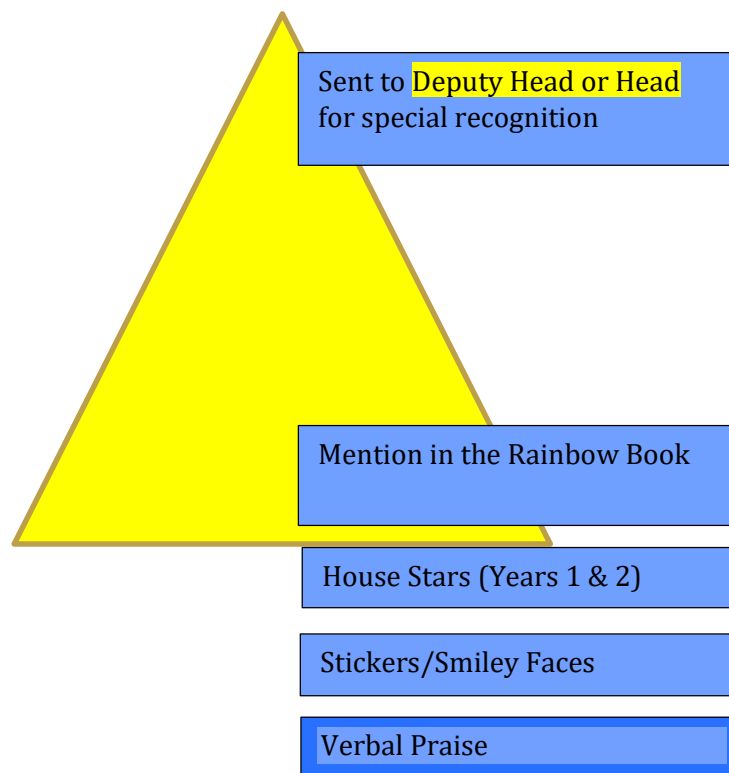 Sent to Deputy Head or Head
for special recognition
Mention in the Rainbow Book
House Stars (Years 1 & 2)
Stickers/Smiley Faces
Verbal Praise